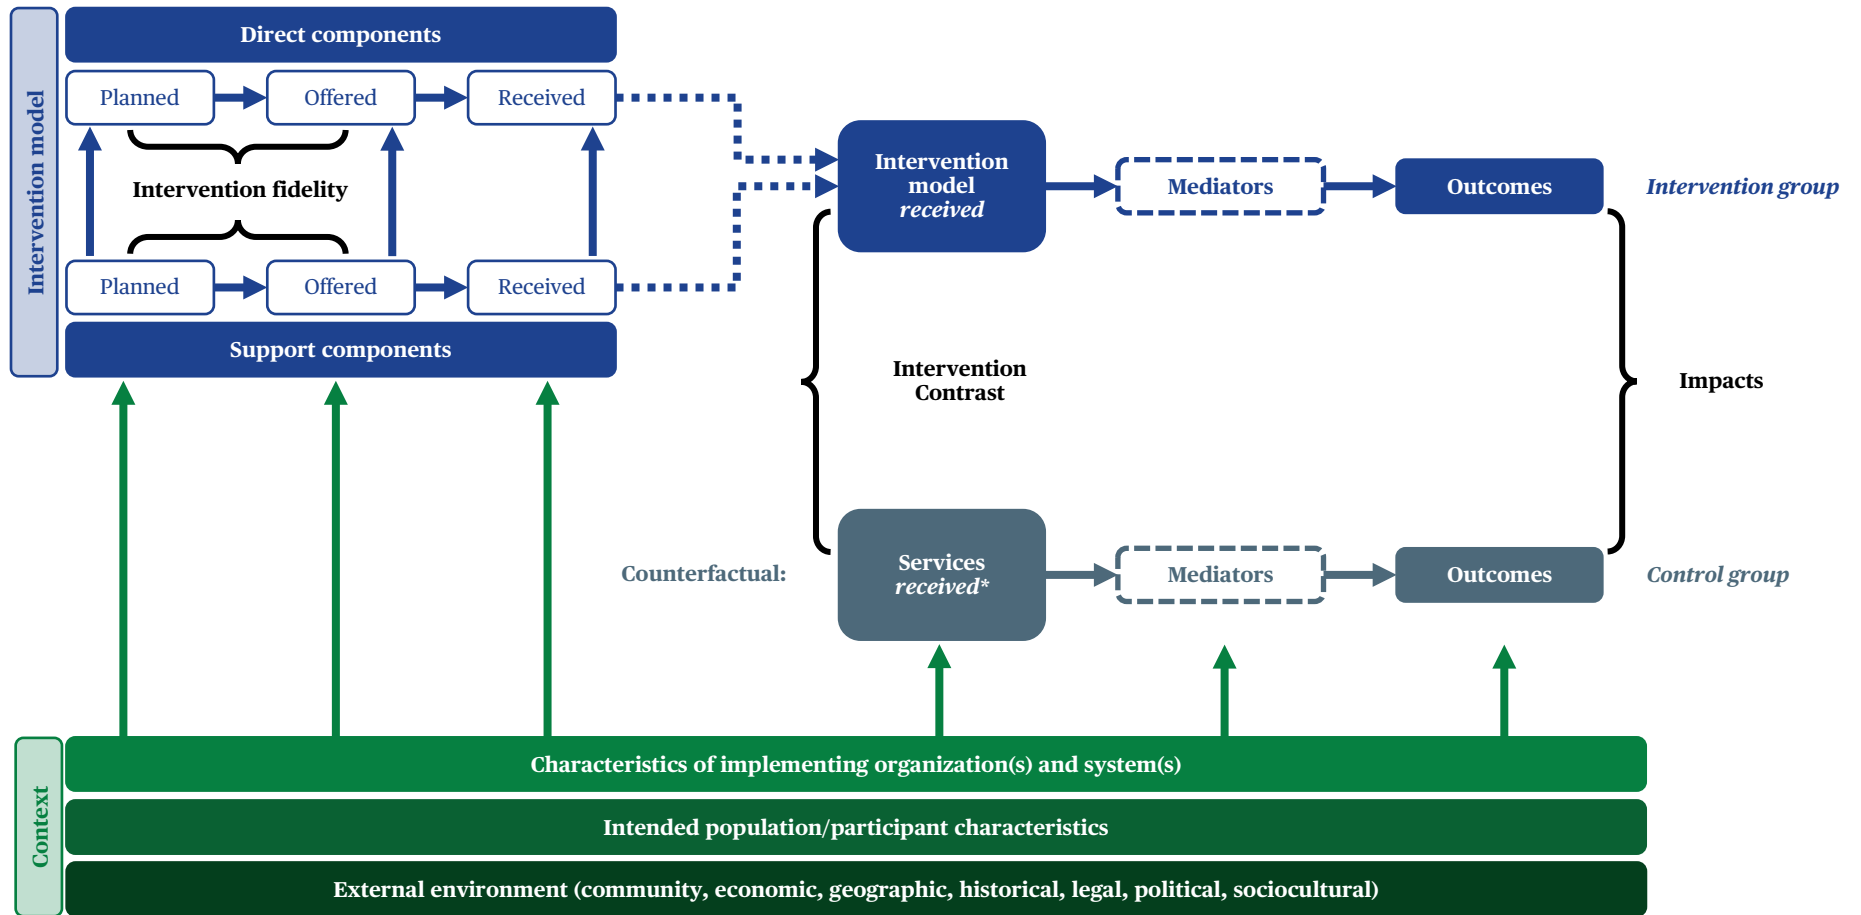 Intervention model
Direct components
Planned
Offered
Received
Intervention fidelity
Planned
Offered
Received
Support components
Intervention
model
received
Mediators
Outcomes
Intervention group
Intervention
Contrast
Impacts
Counterfactual:
Services
received*
Mediators
Outcomes
Control group
Context
Characteristics of implementing organization(s) and system(s)
Intended population/participant characteristics
External environment (community, economic, geographic, historical, legal, political, sociocultural)